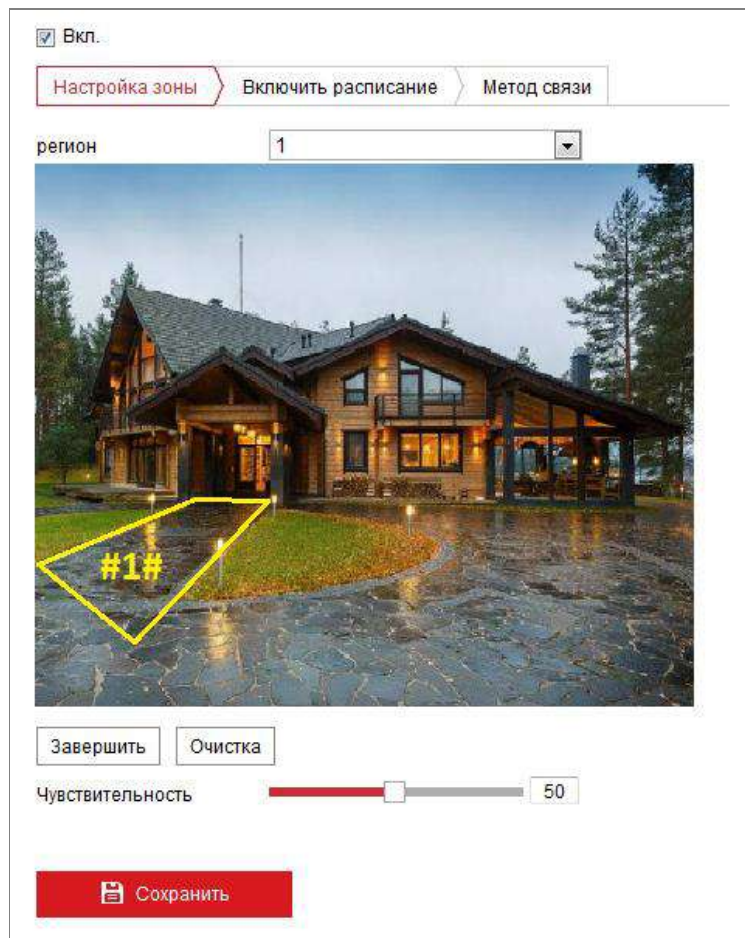 Вкл.
Настройка зоны Включить расписание Метод связи
регион 1
#1#
Завершить Очистка
Чувствительность 50
Сохранить